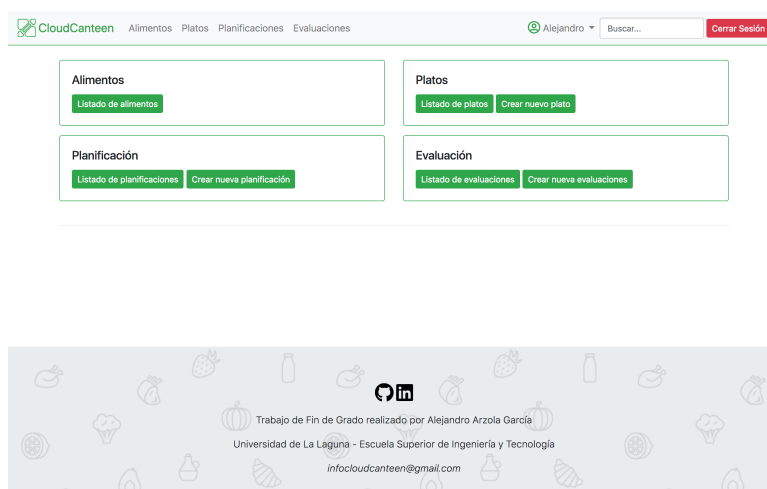 CloudCanteen Alimentos Platos Planificaciones Evaluaciones Alejandro Buscar... Cerrar Sesión
Alimentos
Listado de alimentos
Platos
Listado de platos Crear nuevo plato
Planificación
Listado de planificaciones Crear nueva planificación
Evaluación
Listado de evaluaciones Crear nueva evaluaciones
Trabajo de Fin de Grado realizado por Alejandro Arzola García
Universidad de La Laguna - Escuela Superior de Ingeniería y Tecnología
infocloudcanteen@gmail.com